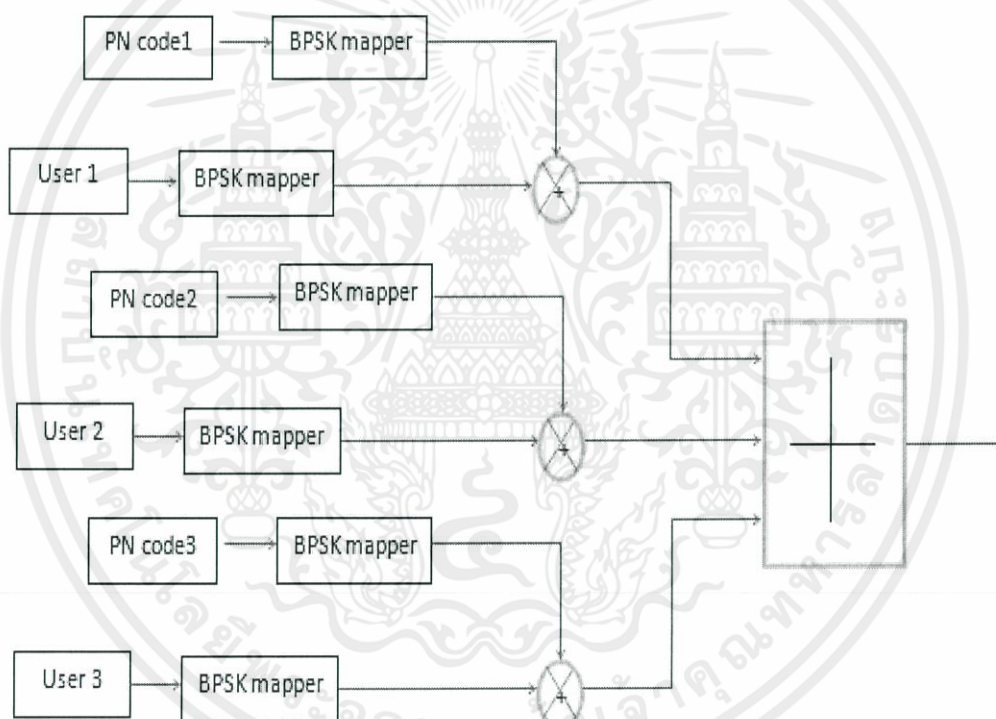 PN code1
BPSK mapper
User 1
BPSK mapper
PN code2
BPSK mapper
User 2
BPSK mapper
PN code3
BPSK mapper
User 3
BPSK mapper